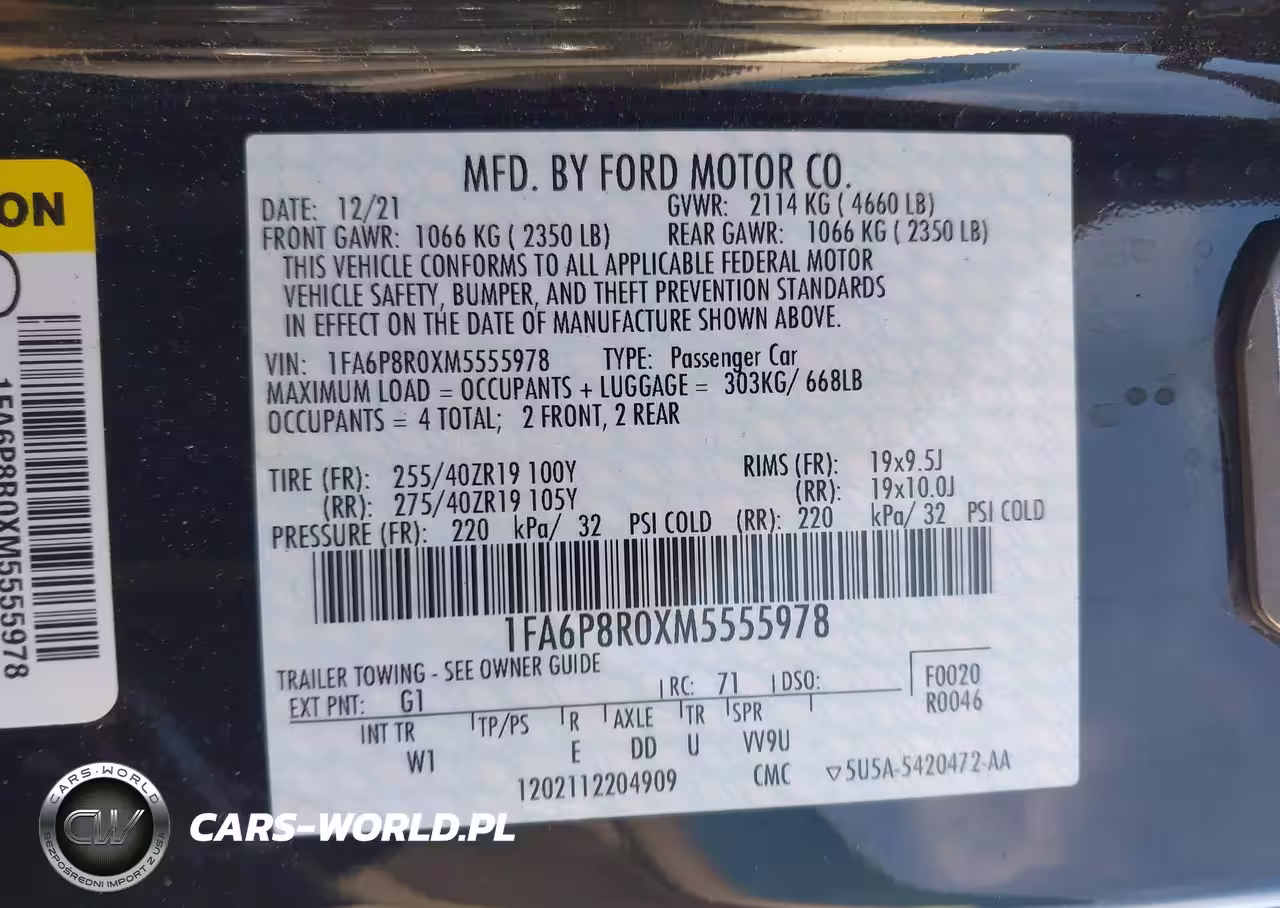 MFD. BY FORD MOTOR CO.
DATE: 12/21 GVWR: 2114 KG ( 4660 LB)
FRONT GAWR: 1066 KG ( 2350 LB) REAR GAWR: 1066 KG ( 2350 LB)
THIS VEHICLE CONFORMS TO ALL APPLICABLE FEDERAL MOTOR
VEHICLE SAFETY, BUMPER, AND THEFT PREVENTION STANDARDS
IN EFFECT ON THE DATE OF MANUFACTURE SHOWN ABOVE.
VIN: 1FA6P8R0XM5555978 TYPE: Passenger Car
MAXIMUM LOAD = OCCUPANTS + LUGGAGE = 303KG/ 668LB
OCCUPANTS = 4 TOTAL; 2 FRONT, 2 REAR
TIRE (FR): 255/40ZR19 100Y RIMS (FR): 19x9.5J
(RR): 275/40ZR19 105Y (RR): 19x10.0J
PRESSURE (FR): 220 kPa/ 32 PSI COLD (RR): 220 kPa/ 32 PSI COLD
1FA6P8R0XM5555978
TRAILER TOWING - SEE OWNER GUIDE
EXT PNT: G1 RC: 71 DSO: F0020
R0046
INT TR TP/PS R AXLE TR SPR
W1 E DD U VV9U
1202112204909 CMC ▽5U5A-5420472-AA
ON
1FA6P8R0XM5555978
CARS-WORLD
CW
BEZPOŚREDNI IMPORT Z USA
CARS-WORLD.PL